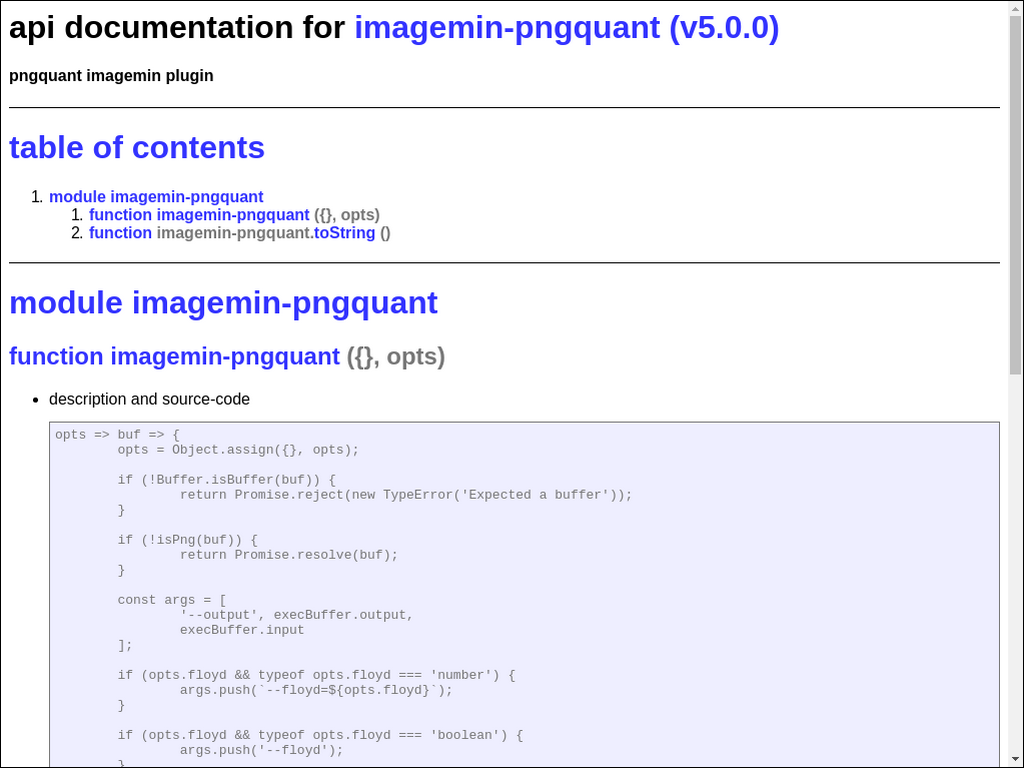 api documentation for imagemin-pngquant (v5.0.0)
pngquant imagemin plugin
table of contents
1. module imagemin-pngquant
1. function imagemin-pngquant ({}, opts)
2. function imagemin-pngquant.toString ()
module imagemin-pngquant
function imagemin-pngquant ({}, opts)
• description and source-code
opts => buf => {
        opts = Object.assign({}, opts);
        if (!Buffer.isBuffer(buf)) {
                return Promise.reject(new TypeError('Expected a buffer'));
        }
        if (!isPng(buf)) {
                return Promise.resolve(buf);
        }
        const args = [
                '--output', execBuffer.output,
                execBuffer.input
        ];
        if (opts.floyd && typeof opts.floyd === 'number') {
                args.push(`--floyd=${opts.floyd}`);
        }
        if (opts.floyd && typeof opts.floyd === 'boolean') {
                args.push('--floyd');
        }